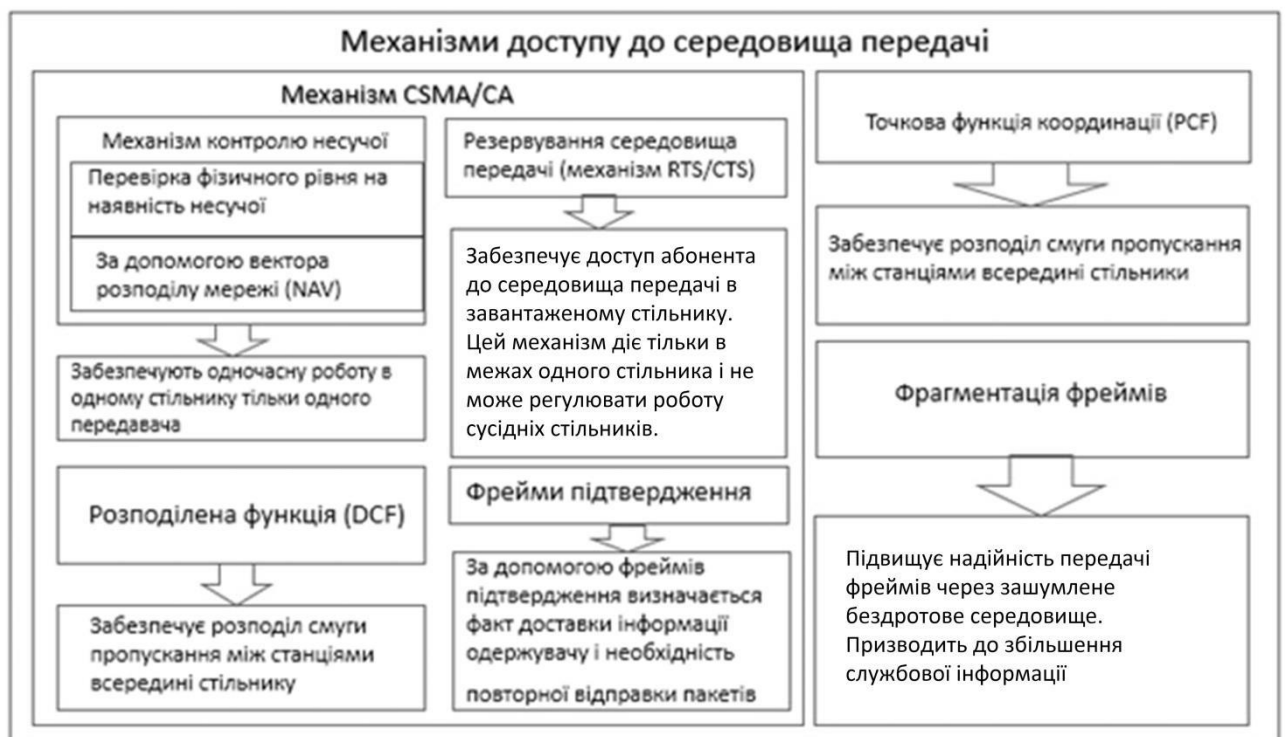 Механізми доступу до середовища передачі
Механізм CSMA/CA
Механізм контролю несучої
Перевірка фізичного рівня на
наявність несучої
За допомогою вектора
розподілу мережі (NAV)
Забезпечують одночасну роботу в
одному стільнику тільки одного
передавача
Розподілена функція (DCF)
Забезпечує розподіл смуги
пропускання між станціями
всередині стільнику
Резервування середовища
передачі (механізм RTS/CTS)
Забезпечує доступ абонента
до середовища передачі в
завантаженому стільнику.
Цей механізм діє тільки в
межах одного стільника і не
може регулювати роботу
сусідніх стільників.
Фрейми підтвердження
За допомогою фреймів
підтвердження визначається
факт доставки інформації
одержувачу і необхідність
повторної відправки пакетів
Точкова функція координації (PCF)
Забезпечує розподіл смуги пропускання
між станціями всередині стільники
Фрагментація фреймів
Підвищує надійність передачі
фреймів через зашумлене
бездротове середовище.
Призводить до збільшення
службової інформації